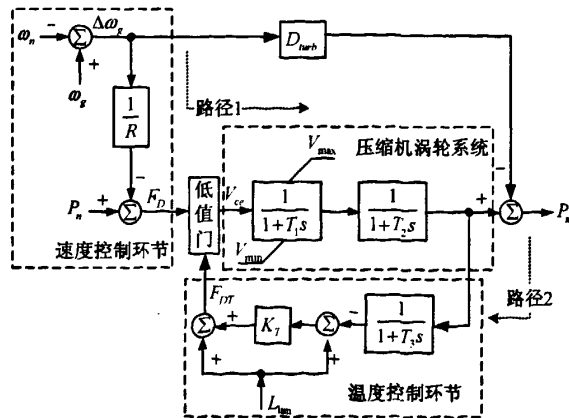 ω_n
−
Σ
Δω_g
+
ω_g
D_turb
1/R
路径1
−
P_n
+
Σ
F_D
速度控制环节
低值门
V_ce
V_max
1/(1+T_1s)
V_min
1/(1+T_2s)
压缩机涡轮系统
+
−
Σ
路径2
F_DT
Σ
+
+
K_T
Σ
−
+
1/(1+T_3s)
温度控制环节